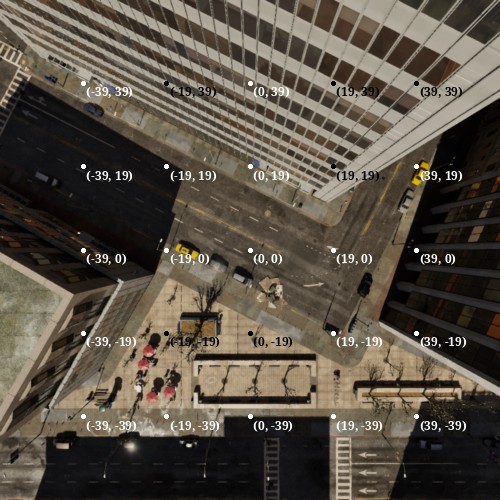 (-39, 39) (-19, 39) (0, 39) (19, 39) (39, 39)
(-39, 19) (-19, 19) (0, 19) (19, 19) (39, 19)
(-39, 0) (-19, 0) (0, 0) (19, 0) (39, 0)
(-39, -19) (-19, -19) (0, -19) (19, -19) (39, -19)
(-39, -39) (-19, -39) (0, -39) (19, -39) (39, -39)